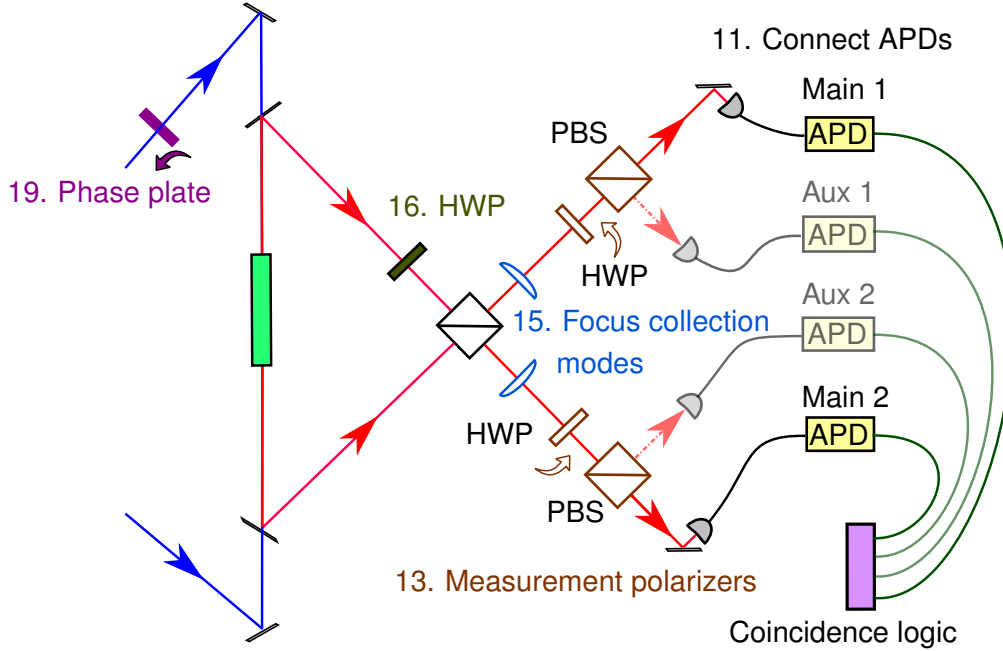 11. Connect APDs
Main 1
APD
PBS
19. Phase plate
16. HWP
Aux 1
APD
HWP
Aux 2
APD
15. Focus collection
modes
Main 2
APD
HWP
PBS
13. Measurement polarizers
Coincidence logic